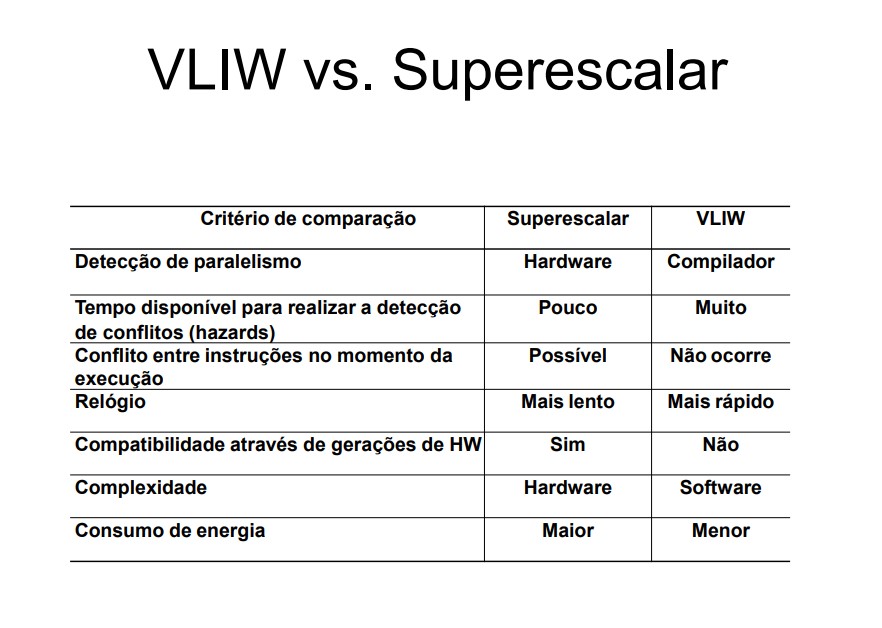 VLIW vs. Superescalar
Critério de comparação Superescalar VLIW
Detecção de paralelismo Hardware Compilador
Tempo disponível para realizar a detecção Pouco Muito
de conflitos (hazards)
Conflito entre instruções no momento da Possível Não ocorre
execução
Relógio Mais lento Mais rápido
Compatibilidade através de gerações de HW Sim Não
Complexidade Hardware Software
Consumo de energia Maior Menor